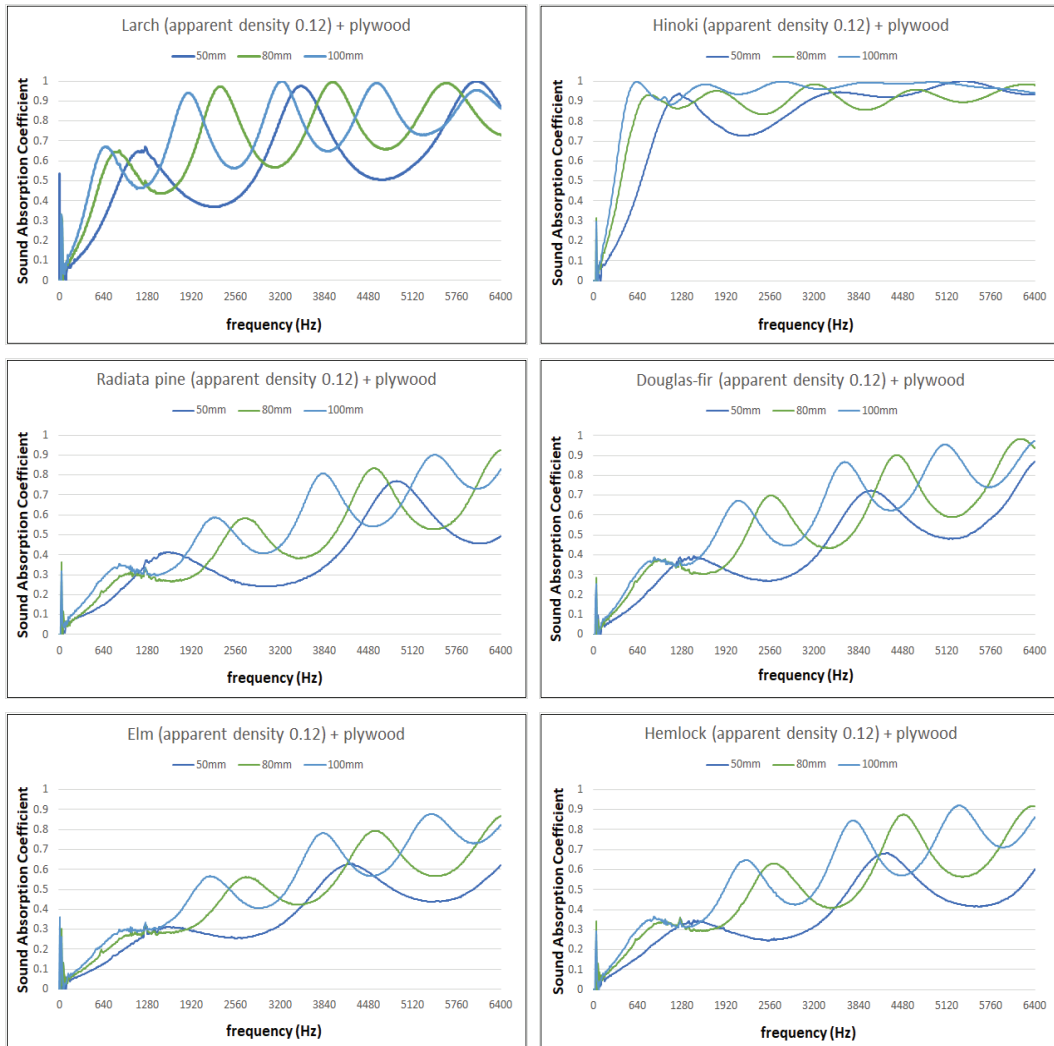 Larch (apparent density 0.12) + plywood
50mm 80mm 100mm
Sound Absorption Coefficient
1
0.9
0.8
0.7
0.6
0.5
0.4
0.3
0.2
0.1
0
0 640 1280 1920 2560 3200 3840 4480 5120 5760 6400
frequency (Hz)
Hinoki (apparent density 0.12) + plywood
50mm 80mm 100mm
Sound Absorption Coefficient
1
0.9
0.8
0.7
0.6
0.5
0.4
0.3
0.2
0.1
0
0 640 1280 1920 2560 3200 3840 4480 5120 5760 6400
frequency (Hz)
Radiata pine (apparent density 0.12) + plywood
50mm 80mm 100mm
Sound Absorption Coefficient
1
0.9
0.8
0.7
0.6
0.5
0.4
0.3
0.2
0.1
0
0 640 1280 1920 2560 3200 3840 4480 5120 5760 6400
frequency (Hz)
Douglas-fir (apparent density 0.12) + plywood
50mm 80mm 100mm
Sound Absorption Coefficient
1
0.9
0.8
0.7
0.6
0.5
0.4
0.3
0.2
0.1
0
0 640 1280 1920 2560 3200 3840 4480 5120 5760 6400
frequency (Hz)
Elm (apparent density 0.12) + plywood
50mm 80mm 100mm
Sound Absorption Coefficient
1
0.9
0.8
0.7
0.6
0.5
0.4
0.3
0.2
0.1
0
0 640 1280 1920 2560 3200 3840 4480 5120 5760 6400
frequency (Hz)
Hemlock (apparent density 0.12) + plywood
50mm 80mm 100mm
Sound Absorption Coefficient
1
0.9
0.8
0.7
0.6
0.5
0.4
0.3
0.2
0.1
0
0 640 1280 1920 2560 3200 3840 4480 5120 5760 6400
frequency (Hz)